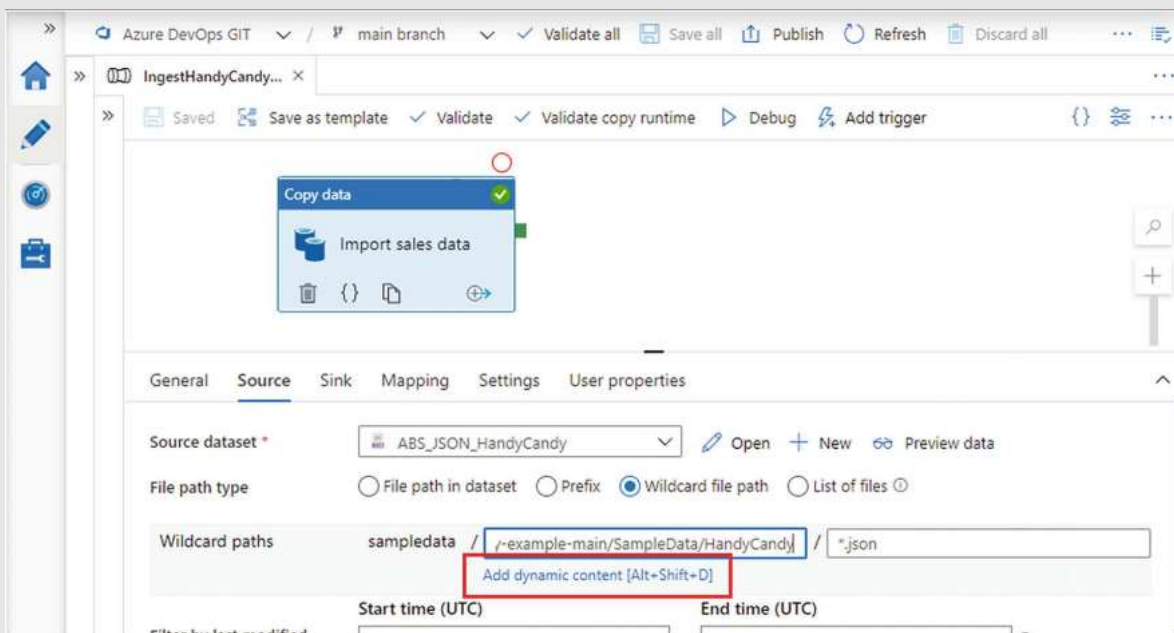 Azure DevOps GIT / main branch Validate all Save all Publish Refresh Discard all
IngestHandyCandy...
Saved Save as template Validate Validate copy runtime Debug Add trigger
Copy data
Import sales data
General Source Sink Mapping Settings User properties
Source dataset * ABS_JSON_HandyCandy Open New Preview data
File path type File path in dataset Prefix Wildcard file path List of files
Wildcard paths sampledata / y-example-main/SampleData/HandyCandy / *.json
Add dynamic content [Alt+Shift+D]
Start time (UTC) End time (UTC)
Filter by last modified